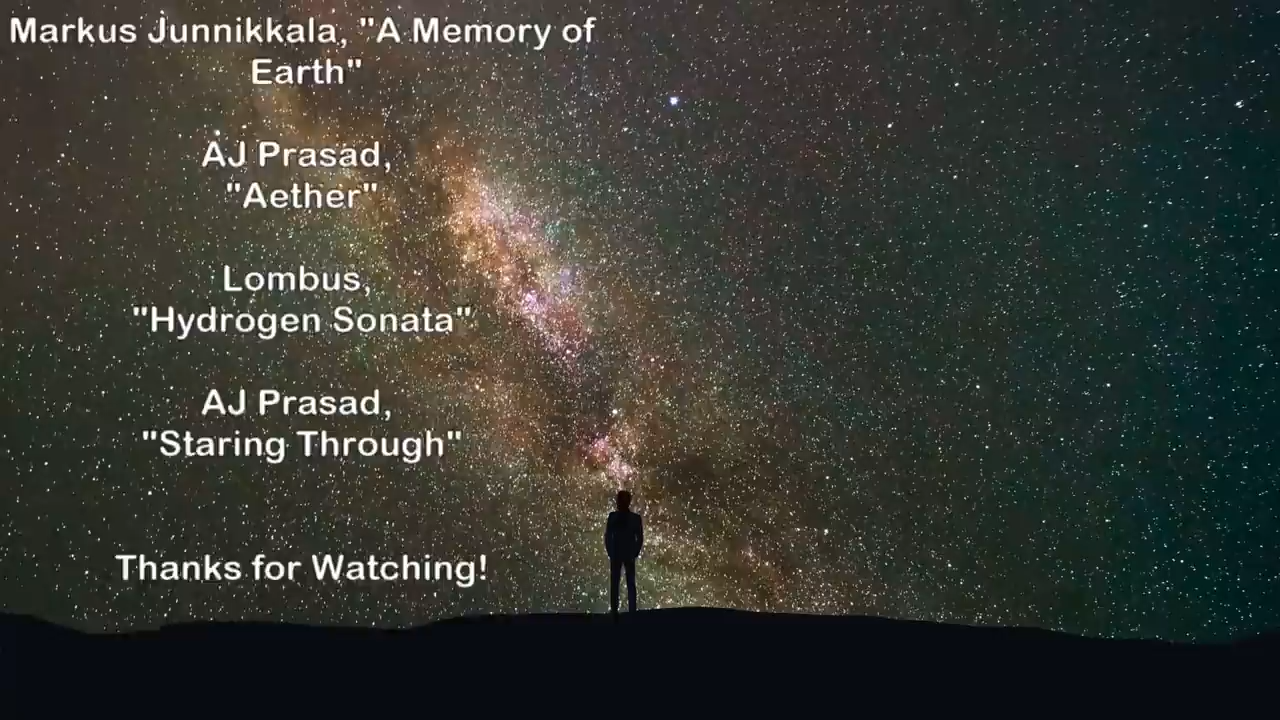 Markus Junnikkala, "A Memory of
Earth"
AJ Prasad,
"Aether"
Lombus,
"Hydrogen Sonata"
AJ Prasad,
"Staring Through"
Thanks for Watching!